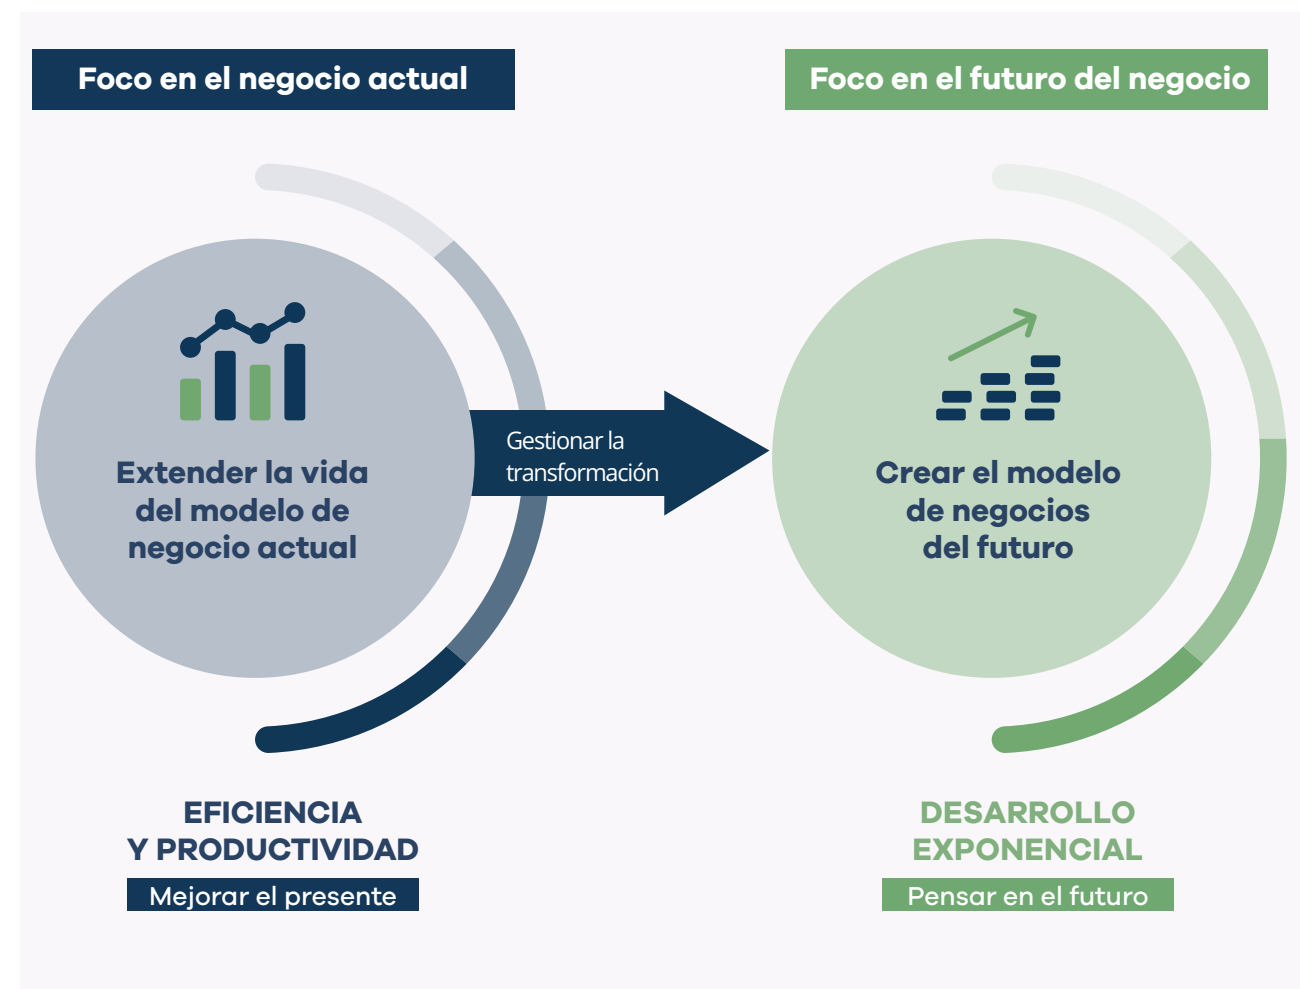 Foco en el negocio actual
Foco en el futuro del negocio
Extender la vida
del modelo de
negocio actual
Gestionar la
transformación
Crear el modelo
de negocios
del futuro
EFICIENCIA
Y PRODUCTIVIDAD
Mejorar el presente
DESARROLLO
EXPONENCIAL
Pensar en el futuro